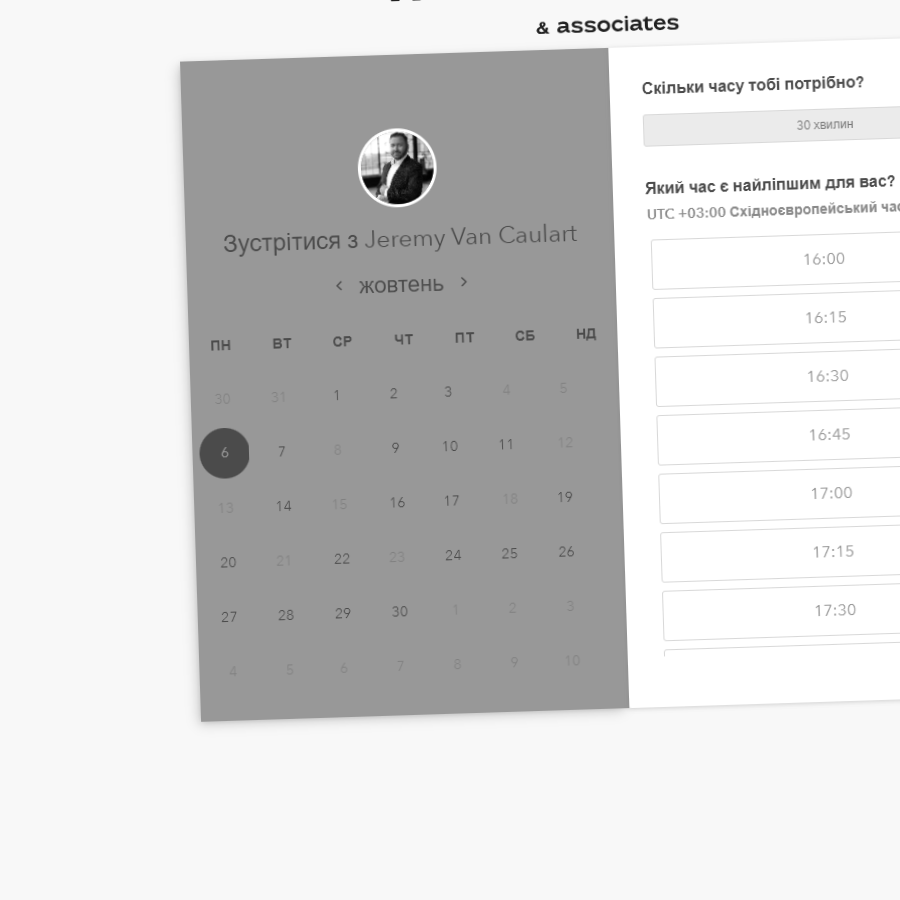 & associates
Зустрітися з Jeremy Van Caulart
жовтень
ПН ВТ СР ЧТ ПТ СБ НД
30 31 1 2 3 4 5
6 7 8 9 10 11 12
13 14 15 16 17 18 19
20 21 22 23 24 25 26
27 28 29 30 1 2 3
4 5 6 7 8 9 10
Скільки часу тобі потрібно?
30 хвилин
Який час є найліпшим для вас?
UTC +03:00 Східноєвропейський
16:00
16:15
16:30
16:45
17:00
17:15
17:30